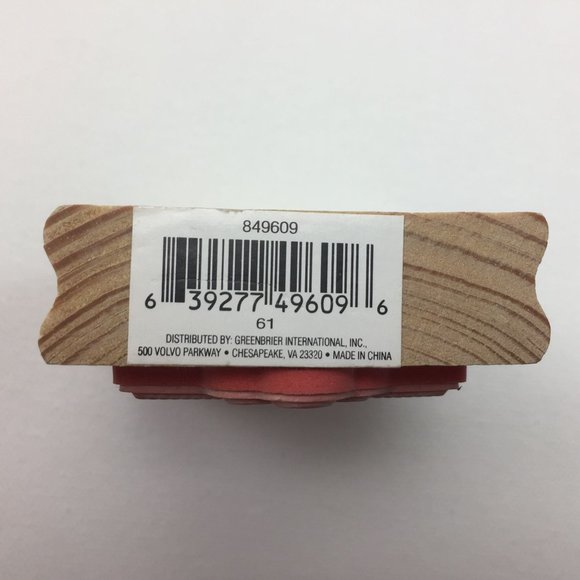 849609
6 39277 49609 6
61
DISTRIBUTED BY: GREENBRIER INTERNATIONAL, INC.,
500 VOLVO PARKWAY • CHESAPEAKE, VA 23320 • MADE IN CHINA